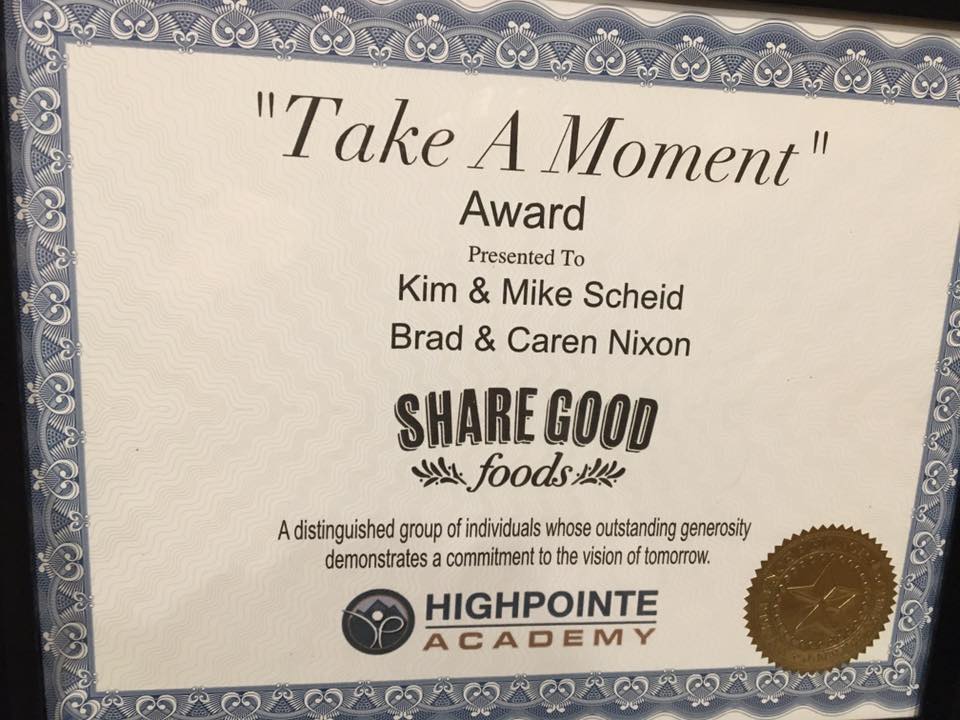 "Take A Moment"
Award
Presented To
Kim & Mike Scheid
Brad & Caren Nixon
SHARE GOOD
foods
A distinguished group of individuals whose outstanding generosity
demonstrates a commitment to the vision of tomorrow.
HIGHPOINTE
ACADEMY